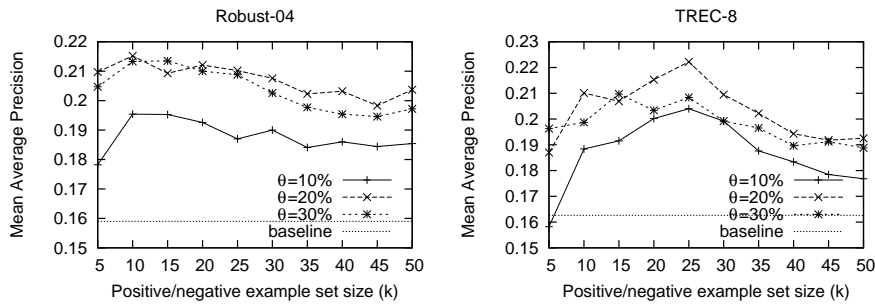 Robust-04
Mean Average Precision
0.22
0.21
0.2
0.19
0.18
0.17
0.16
0.15
θ=10%
θ=20%
θ=30%
baseline
5 10 15 20 25 30 35 40 45 50
Positive/negative example set size (k)
TREC-8
Mean Average Precision
0.23
0.22
0.21
0.2
0.19
0.18
0.17
0.16
0.15
θ=10%
θ=20%
θ=30%
baseline
5 10 15 20 25 30 35 40 45 50
Positive/negative example set size (k)